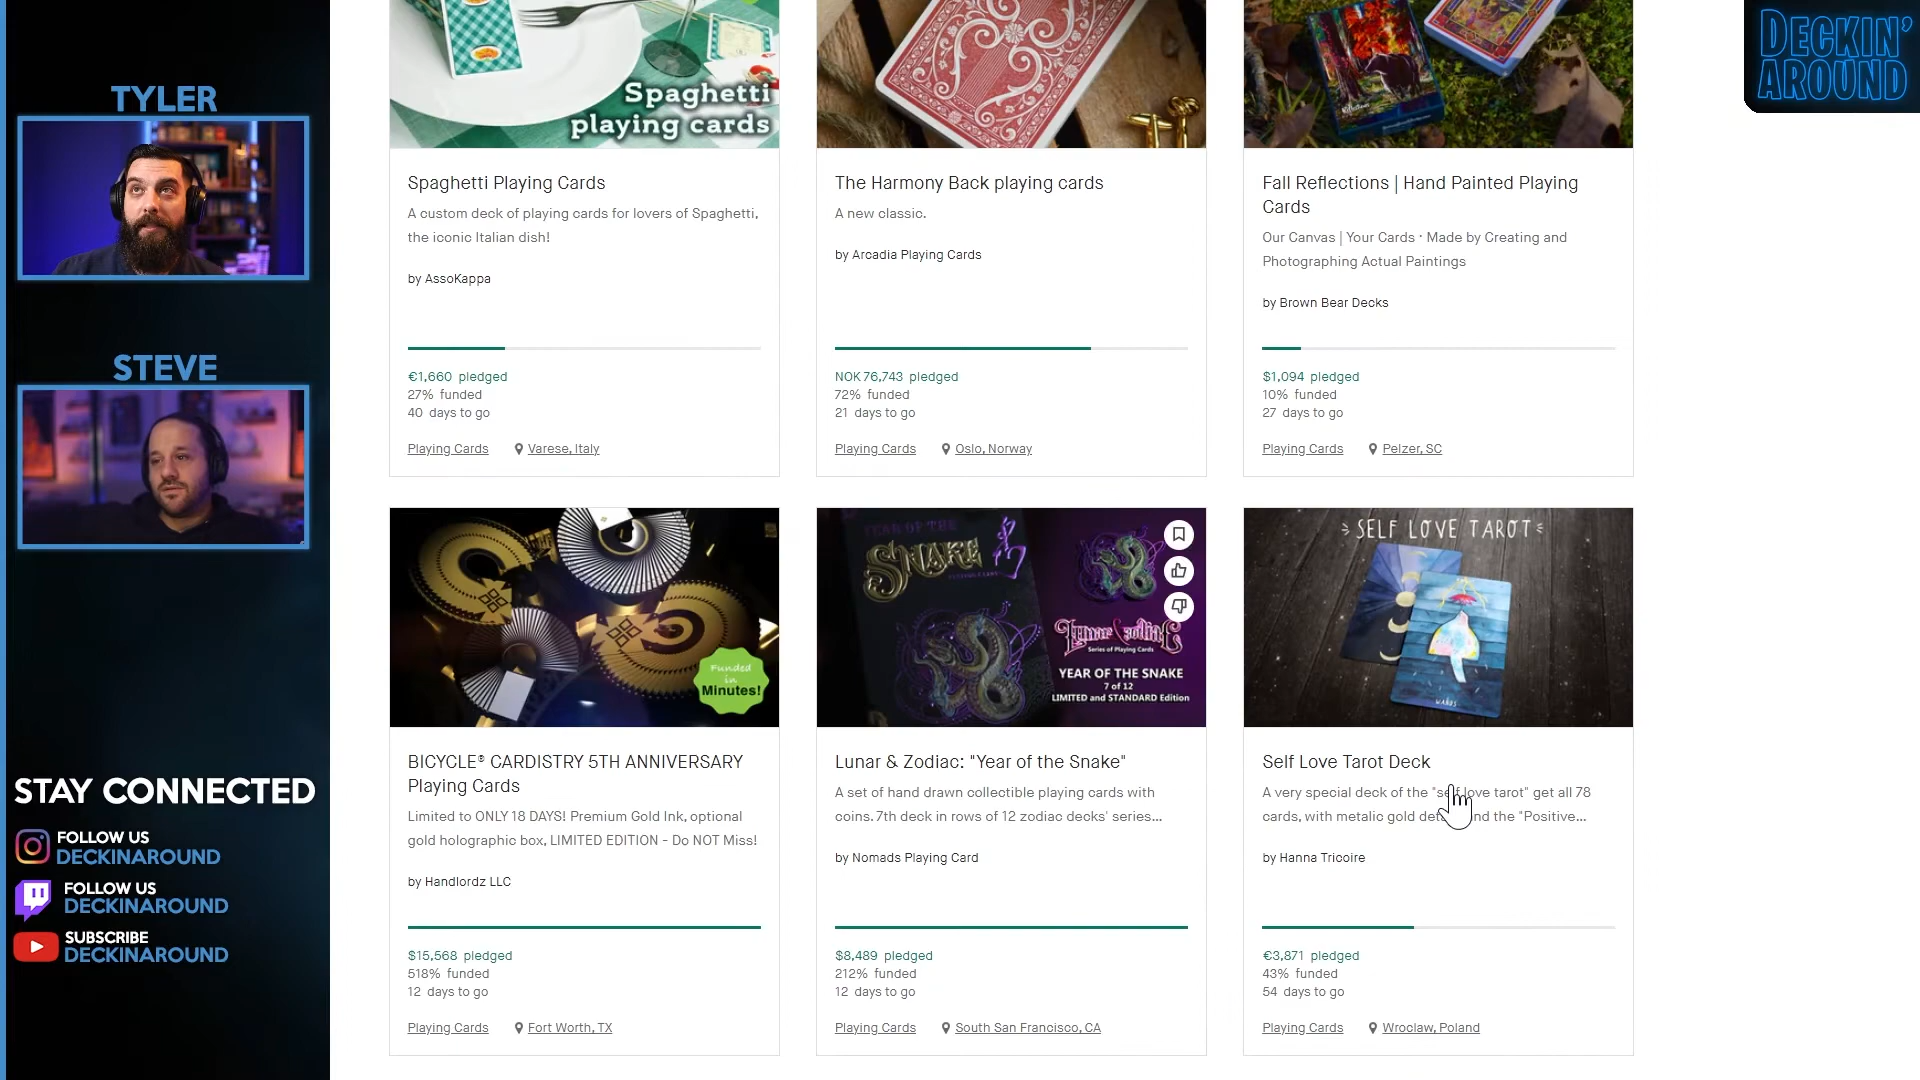 DECKIN'
AROUND
TYLER
STEVE
STAY CONNECTED
FOLLOW US
DECKINAROUND
FOLLOW US
DECKINAROUND
SUBSCRIBE
DECKINAROUND
Spaghetti
playing cards
Spaghetti Playing Cards
A custom deck of playing cards for lovers of Spaghetti,
the iconic Italian dish!
by AssoKappa
€1,660 pledged
27% funded
40 days to go
Playing Cards Varese, Italy
The Harmony Back playing cards
A new classic.
by Arcadia Playing Cards
NOK 76,743 pledged
72% funded
21 days to go
Playing Cards Oslo, Norway
Fall Reflections | Hand Painted Playing
Cards
Our Canvas | Your Cards · Made by Creating and
Photographing Actual Paintings
by Brown Bear Decks
$1,094 pledged
10% funded
27 days to go
Playing Cards Pelzer, SC
Funded
in
Minutes!
BICYCLE® CARDISTRY 5TH ANNIVERSARY
Playing Cards
Limited to ONLY 18 DAYS! Premium Gold Ink, optional
gold holographic box, LIMITED EDITION - Do NOT Miss!
by Handlordz LLC
$15,568 pledged
518% funded
12 days to go
Playing Cards Fort Worth, TX
YEAR OF THE
SNAKE
Lunar & Zodiac
Series of Playing Cards
YEAR OF THE SNAKE
7 of 12
LIMITED and STANDARD Edition
Lunar & Zodiac: "Year of the Snake"
A set of hand drawn collectible playing cards with
coins. 7th deck in rows of 12 zodiac decks' series...
by Nomads Playing Card
$8,489 pledged
212% funded
12 days to go
Playing Cards South San Francisco, CA
SELF LOVE TAROT
Self Love Tarot Deck
A very special deck of the "self love tarot" get all 78
cards, with metalic gold and the "Positive...
by Hanna Tricoire
€3,871 pledged
43% funded
54 days to go
Playing Cards Wroclaw, Poland